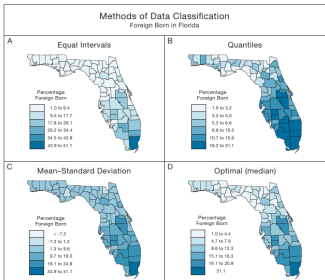 Methods of Data Classification
Foreign Born in Florida
A
Equal Intervals
Percentage
Foreign Born
1.0 to 9.4
9.5 to 17.7
17.8 to 26.1
26.2 to 34.4
34.5 to 42.8
42.9 to 51.1
B
Quantiles
Percentage
Foreign Born
1.0 to 3.2
3.3 to 5.0
5.3 to 6.6
6.8 to 10.5
10.7 to 15.6
16.2 to 51.1
C
Mean–Standard Deviation
Percentage
Foreign Born
< -7.2
-7.2 to 1.2
1.3 to 9.6
9.7 to 18.0
18.1 to 34.8
34.9 to 51.1
D
Optimal (median)
Percentage
Foreign Born
1.0 to 4.4
4.7 to 7.8
8.6 to 12.2
15.1 to 16.3
19.1 to 30.9
51.1